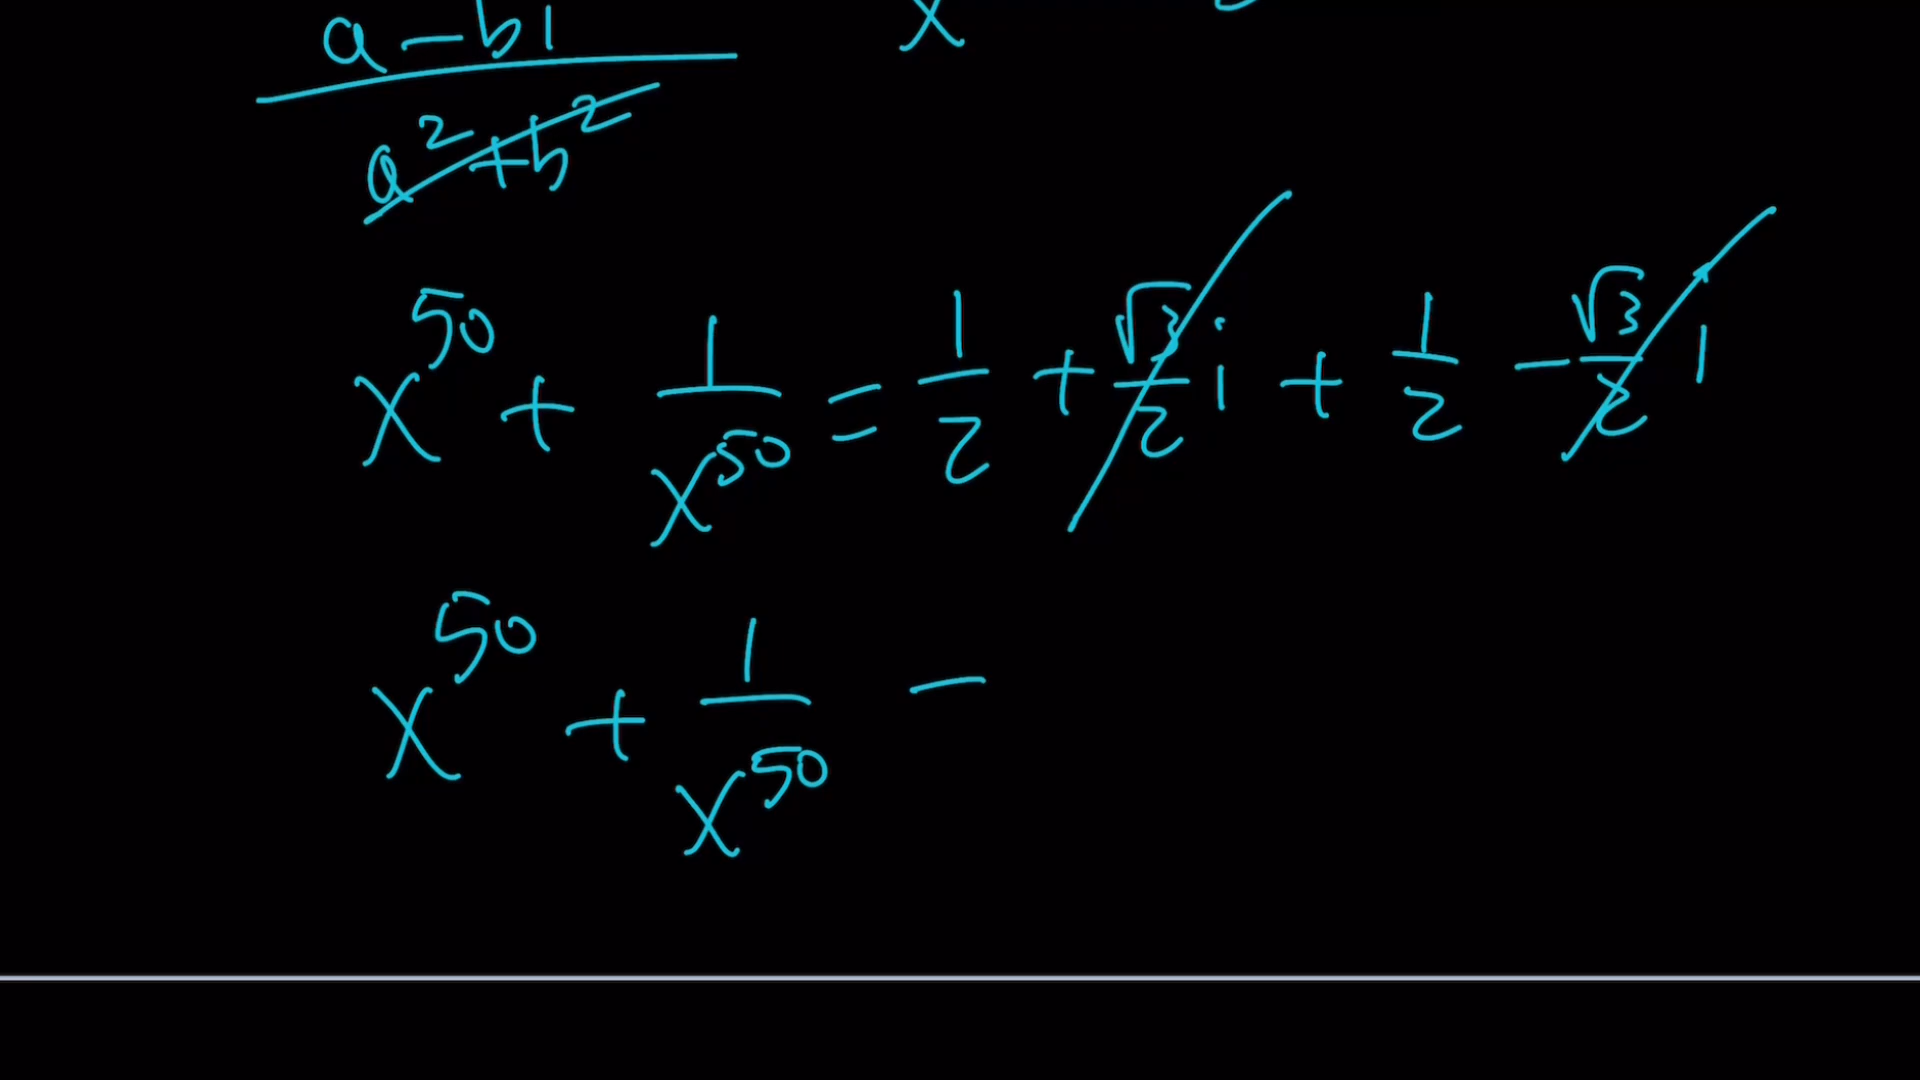 a - bi
x
a² + b²
x⁵⁰ + 1/x⁵⁰ = 1/2 + √3/2 i + 1/2 - √3/2 i
x⁵⁰ + 1/x⁵⁰ -